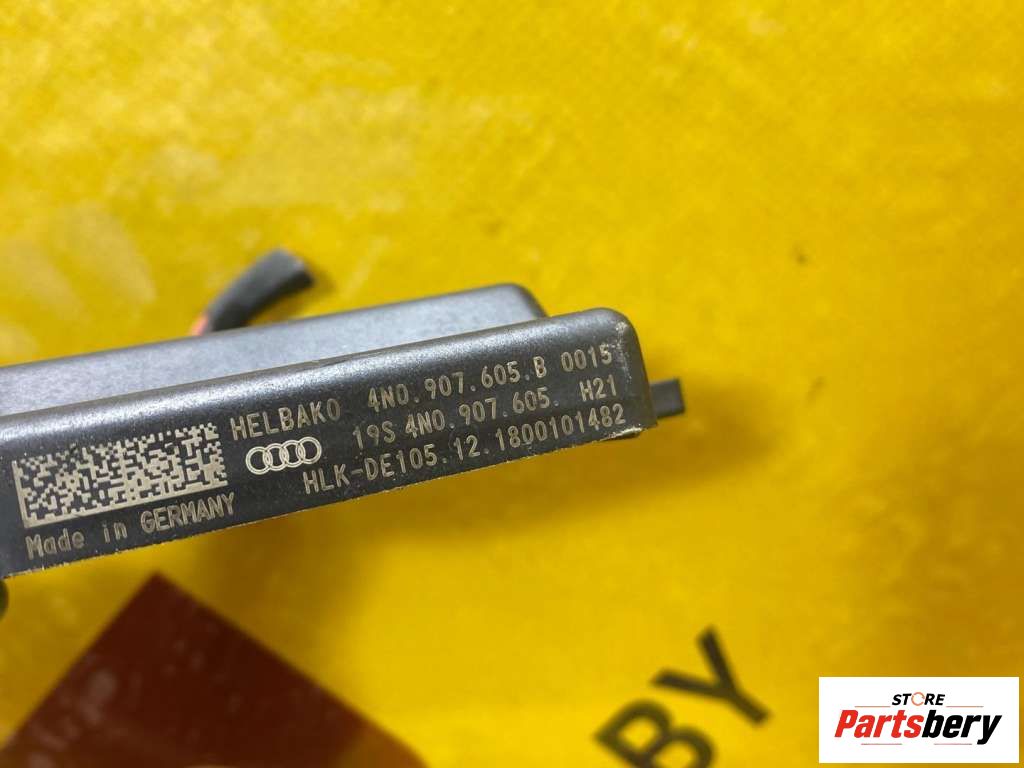 HELBAKO 4N0.907.605.B 0015
19S 4N0.907.605. H21
HLK-DE105.12.1800101482
Made in GERMANY
BY
STORE
Partsbery